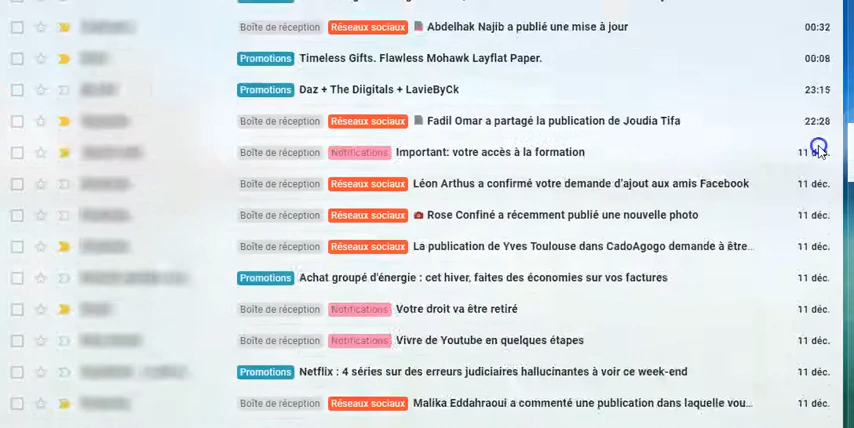 Boîte de réception Réseaux sociaux Abdelhak Najib a publié une mise à jour 00:32
Promotions Timeless Gifts. Flawless Mohawk Layflat Paper. 00:08
Promotions Daz + The Diigitals + LavieByCk 23:15
Boîte de réception Réseaux sociaux Fadil Omar a partagé la publication de Joudia Tifa 22:28
Boîte de réception Notifications Important: votre accès à la formation 11 déc.
Boîte de réception Réseaux sociaux Léon Arthus a confirmé votre demande d'ajout aux amis Facebook 11 déc.
Boîte de réception Réseaux sociaux Rose Confiné a récemment publié une nouvelle photo 11 déc.
Boîte de réception Réseaux sociaux La publication de Yves Toulouse dans CadoAgogo demande à être… 11 déc.
Promotions Achat groupé d'énergie : cet hiver, faites des économies sur vos factures 11 déc.
Boîte de réception Notifications Votre droit va être retiré 11 déc.
Boîte de réception Notifications Vivre de Youtube en quelques étapes 11 déc.
Promotions Netflix : 4 séries sur des erreurs judiciaires hallucinantes à voir ce week-end 11 déc.
Boîte de réception Réseaux sociaux Malika Eddahraoui a commenté une publication dans laquelle vou… 11 déc.